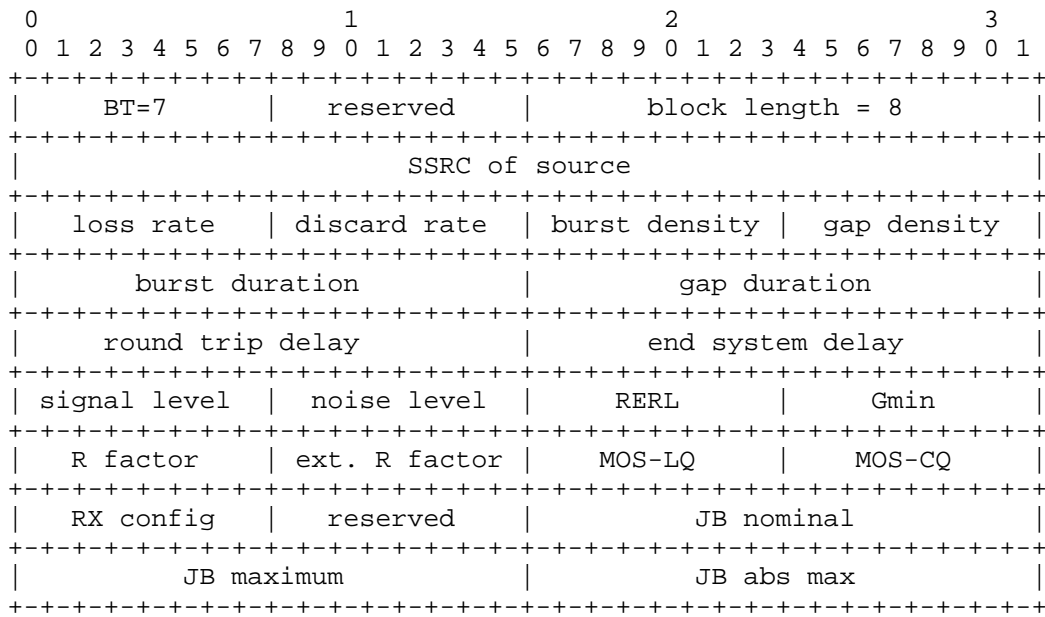 0                   1                   2                   3
 0 1 2 3 4 5 6 7 8 9 0 1 2 3 4 5 6 7 8 9 0 1 2 3 4 5 6 7 8 9 0 1
+-+-+-+-+-+-+-+-+-+-+-+-+-+-+-+-+-+-+-+-+-+-+-+-+-+-+-+-+-+-+-+-+
|     BT=7      |   reserved    |       block length = 8        |
+-+-+-+-+-+-+-+-+-+-+-+-+-+-+-+-+-+-+-+-+-+-+-+-+-+-+-+-+-+-+-+-+
|                        SSRC of source                         |
+-+-+-+-+-+-+-+-+-+-+-+-+-+-+-+-+-+-+-+-+-+-+-+-+-+-+-+-+-+-+-+-+
|   loss rate   | discard rate  | burst density |  gap density  |
+-+-+-+-+-+-+-+-+-+-+-+-+-+-+-+-+-+-+-+-+-+-+-+-+-+-+-+-+-+-+-+-+
|       burst duration          |         gap duration          |
+-+-+-+-+-+-+-+-+-+-+-+-+-+-+-+-+-+-+-+-+-+-+-+-+-+-+-+-+-+-+-+-+
|     round trip delay          |       end system delay        |
+-+-+-+-+-+-+-+-+-+-+-+-+-+-+-+-+-+-+-+-+-+-+-+-+-+-+-+-+-+-+-+-+
| signal level  |  noise level  |     RERL      |     Gmin      |
+-+-+-+-+-+-+-+-+-+-+-+-+-+-+-+-+-+-+-+-+-+-+-+-+-+-+-+-+-+-+-+-+
|   R factor    | ext. R factor |    MOS-LQ     |    MOS-CQ     |
+-+-+-+-+-+-+-+-+-+-+-+-+-+-+-+-+-+-+-+-+-+-+-+-+-+-+-+-+-+-+-+-+
|   RX config   |   reserved    |          JB nominal           |
+-+-+-+-+-+-+-+-+-+-+-+-+-+-+-+-+-+-+-+-+-+-+-+-+-+-+-+-+-+-+-+-+
|          JB maximum           |          JB abs max           |
+-+-+-+-+-+-+-+-+-+-+-+-+-+-+-+-+-+-+-+-+-+-+-+-+-+-+-+-+-+-+-+-+